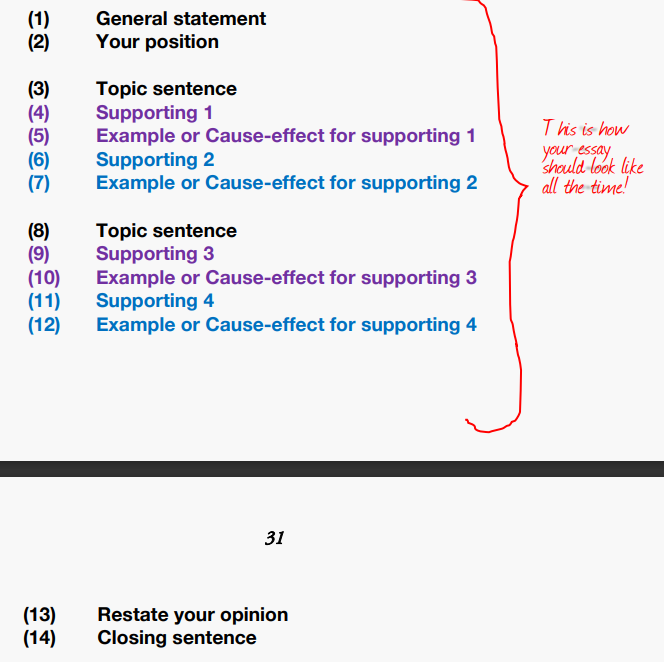 (1) General statement
(2) Your position
(3) Topic sentence
(4) Supporting 1
(5) Example or Cause-effect for supporting 1
(6) Supporting 2
(7) Example or Cause-effect for supporting 2
(8) Topic sentence
(9) Supporting 3
(10) Example or Cause-effect for supporting 3
(11) Supporting 4
(12) Example or Cause-effect for supporting 4
This is how
your essay
should look like
all the time!
31
(13) Restate your opinion
(14) Closing sentence